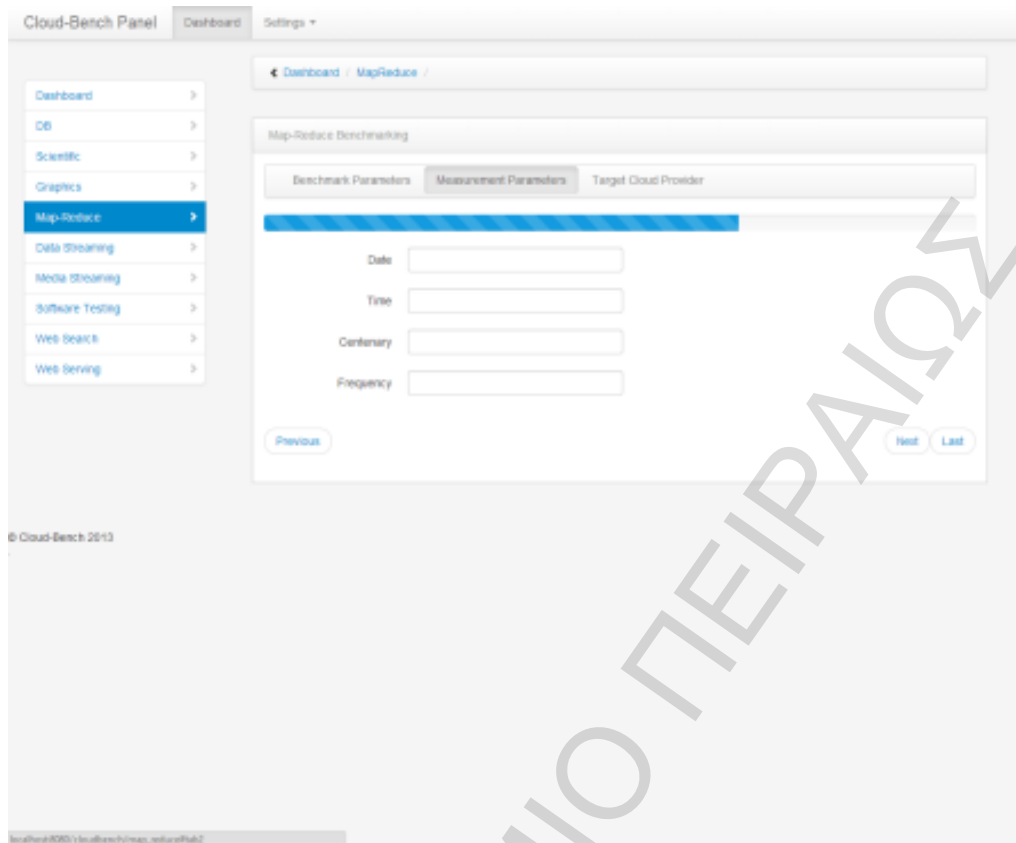 Cloud-Bench Panel Dashboard Settings
Dashboard / MapReduce /
Dashboard
DB
Scientific
Graphics
Map-Reduce
Data Streaming
Media Streaming
Software Testing
Web Search
Web Serving
Map-Reduce Benchmarking
Benchmark Parameters Measurement Parameters Target Cloud Provider
Date
Time
Centenary
Frequency
Previous Next Last
© Cloud-Bench 2013
ΠΕΙΡΑΙΩΣ